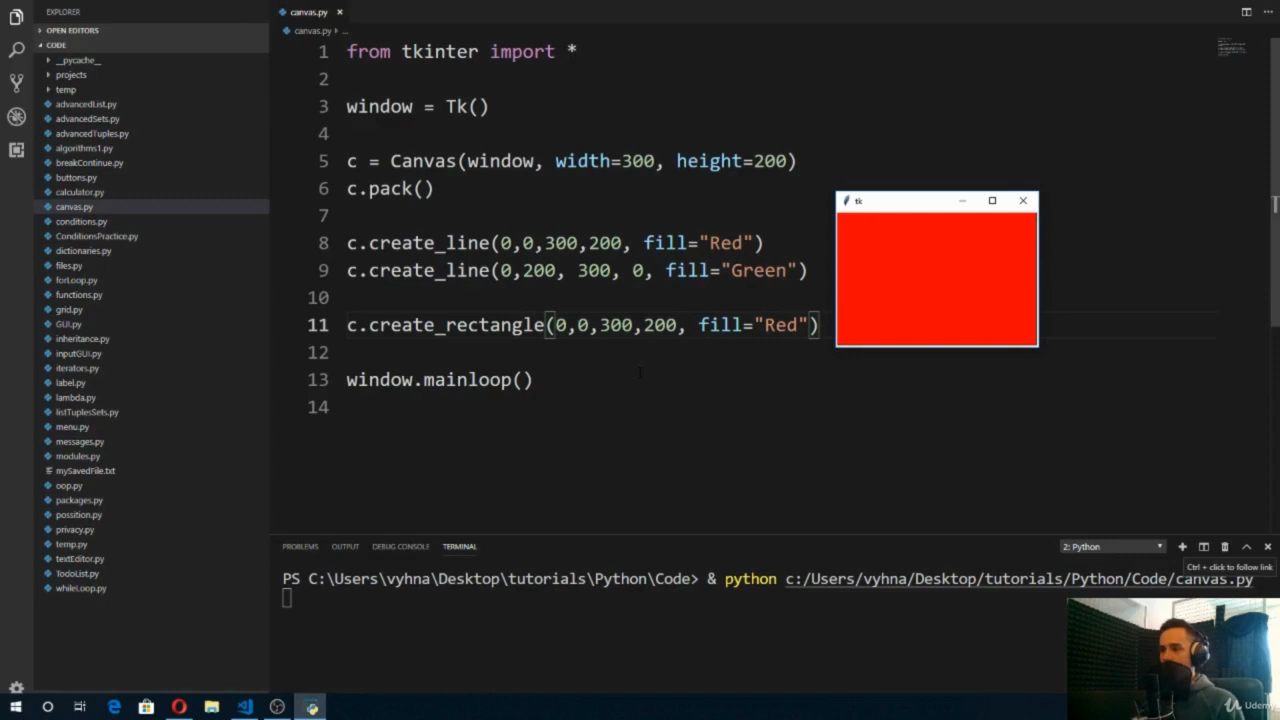 EXPLORER
OPEN EDITORS
CODE
__pycache__
projects
temp
advancedList.py
advancedSets.py
advancedTuples.py
algorithms1.py
breakContinue.py
buttons.py
calculator.py
canvas.py
conditions.py
ConditionsPractice.py
dictionaries.py
files.py
forLoop.py
functions.py
grid.py
GUI.py
inheritance.py
inputGUI.py
iterators.py
label.py
lambda.py
listTuplesSets.py
menu.py
messages.py
modules.py
mySavedFile.txt
oop.py
packages.py
possition.py
privacy.py
temp.py
textEditor.py
TodoList.py
whileLoop.py
canvas.py
canvas.py ...
1 from tkinter import *
2
3 window = Tk()
4
5 c = Canvas(window, width=300, height=200)
6 c.pack()
7
8 c.create_line(0,0,300,200, fill="Red")
9 c.create_line(0,200, 300, 0, fill="Green")
10
11 c.create_rectangle(0,0,300,200, fill="Red")
12
13 window.mainloop()
14
tk
PROBLEMS OUTPUT DEBUG CONSOLE TERMINAL
2: Python
PS C:\Users\vyhna\Desktop\tutorials\Python\Code> & python c:/Users/vyhna/Desktop/tutorials/Python/Code/canvas.py
Ctrl + click to follow link
Udemy